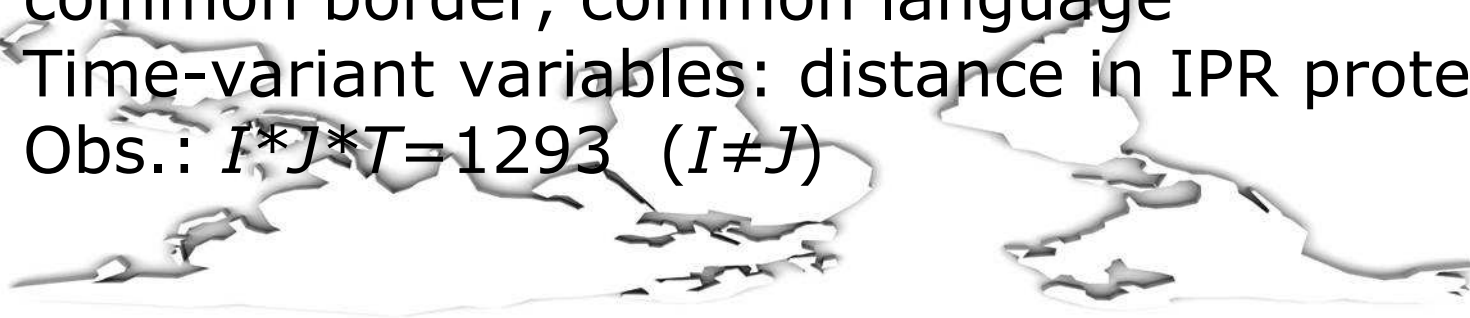 common border, common language
Time-variant variables: distance in IPR prote
Obs.: I*J*T=1293 (I≠J)